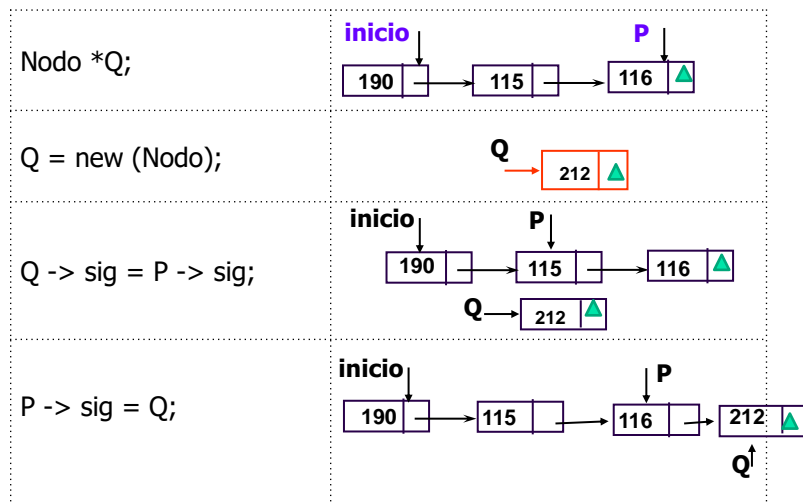 Nodo *Q;
inicio
P
190
115
116
Q = new (Nodo);
Q
212
Q -> sig = P -> sig;
inicio
P
190
115
116
Q
212
P -> sig = Q;
inicio
P
190
115
116
212
Q